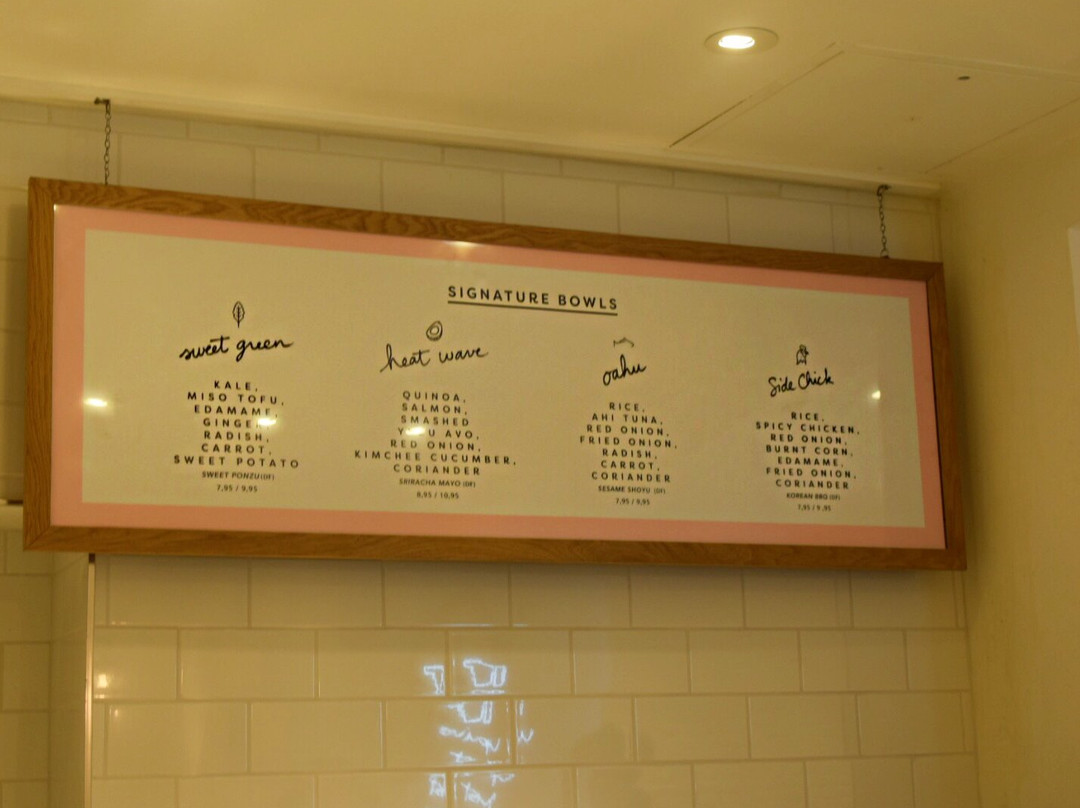 SIGNATURE BOWLS
sweet green
KALE,
MISO TOFU,
EDAMAME,
GINGER,
RADISH,
CARROT,
SWEET POTATO
SWEET PONZU (DF)
7,95 / 9,95
heat wave
QUINOA,
SALMON,
SMASHED
AVO,
RED ONION,
KIMCHEE CUCUMBER,
CORIANDER
SRIRACHA MAYO (DF)
8,95 / 10,95
oahu
RICE,
AHI TUNA,
RED ONION,
FRIED ONION,
RADISH,
CARROT,
CORIANDER
SESAME SHOYU (DF)
7,95 / 9,95
Side Chick
RICE,
SPICY CHICKEN,
RED ONION,
BURNT CORN,
EDAMAME,
FRIED ONION,
CORIANDER
KOREAN BBQ (DF)
7,95 / 9,95